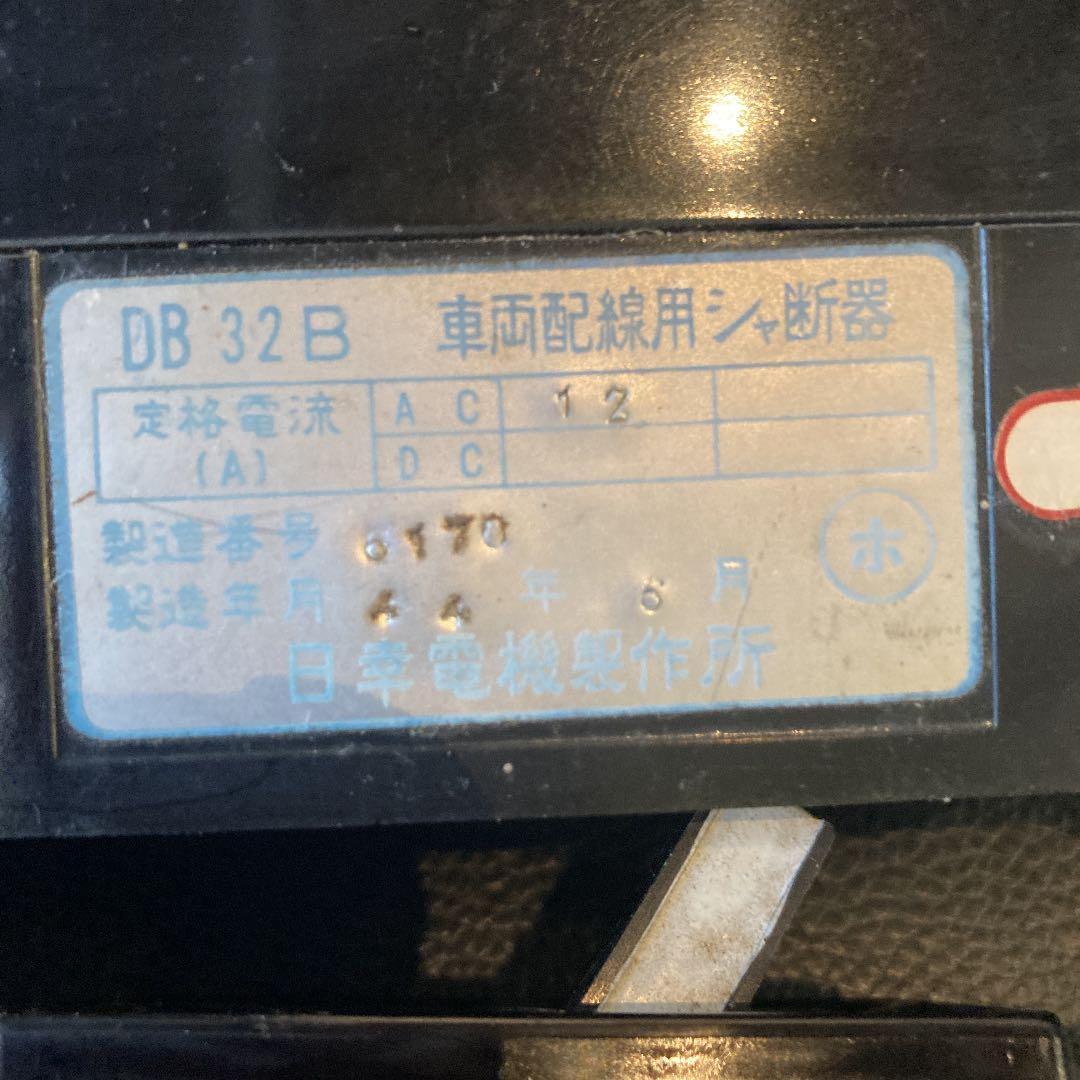 DB 32B 車両配線用シャ断器
定格電流 (A) AC 12
DC
製造番号 6170
製造年月 44年6月 ホ
日幸電機製作所